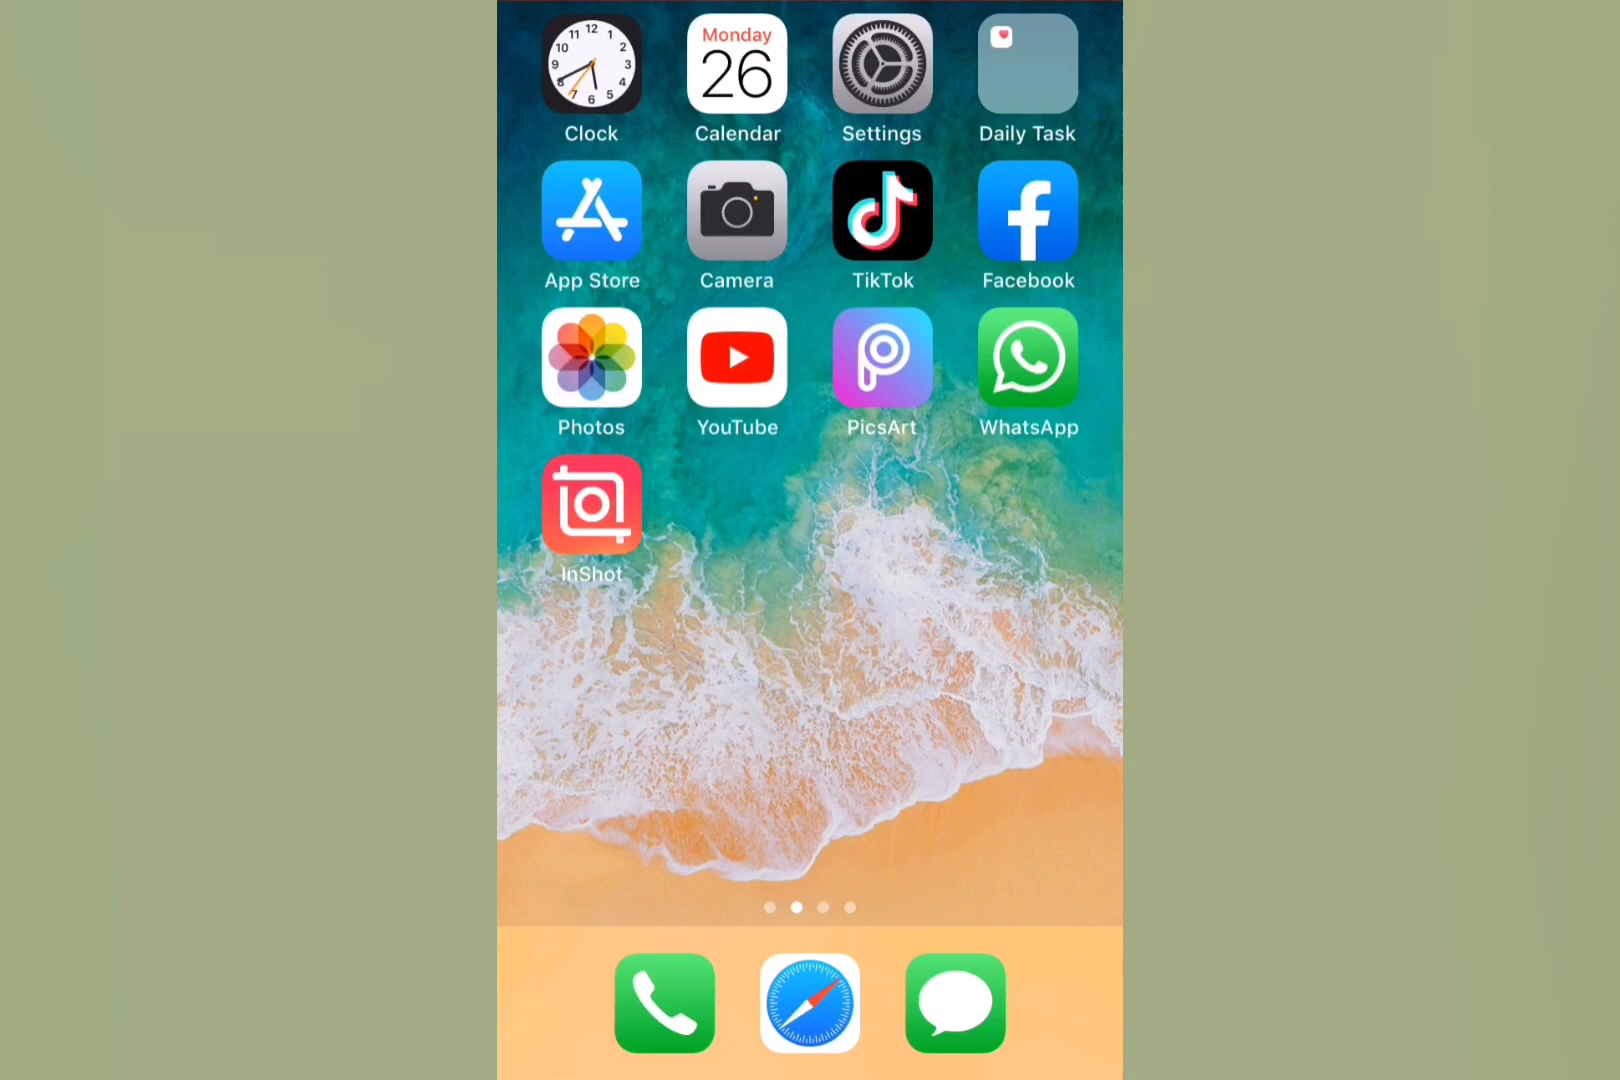 12
11 1
10 2
9 3
8 4
7 6 5
Monday
26
Clock Calendar Settings Daily Task
App Store Camera TikTok Facebook
Photos YouTube PicsArt WhatsApp
InShot